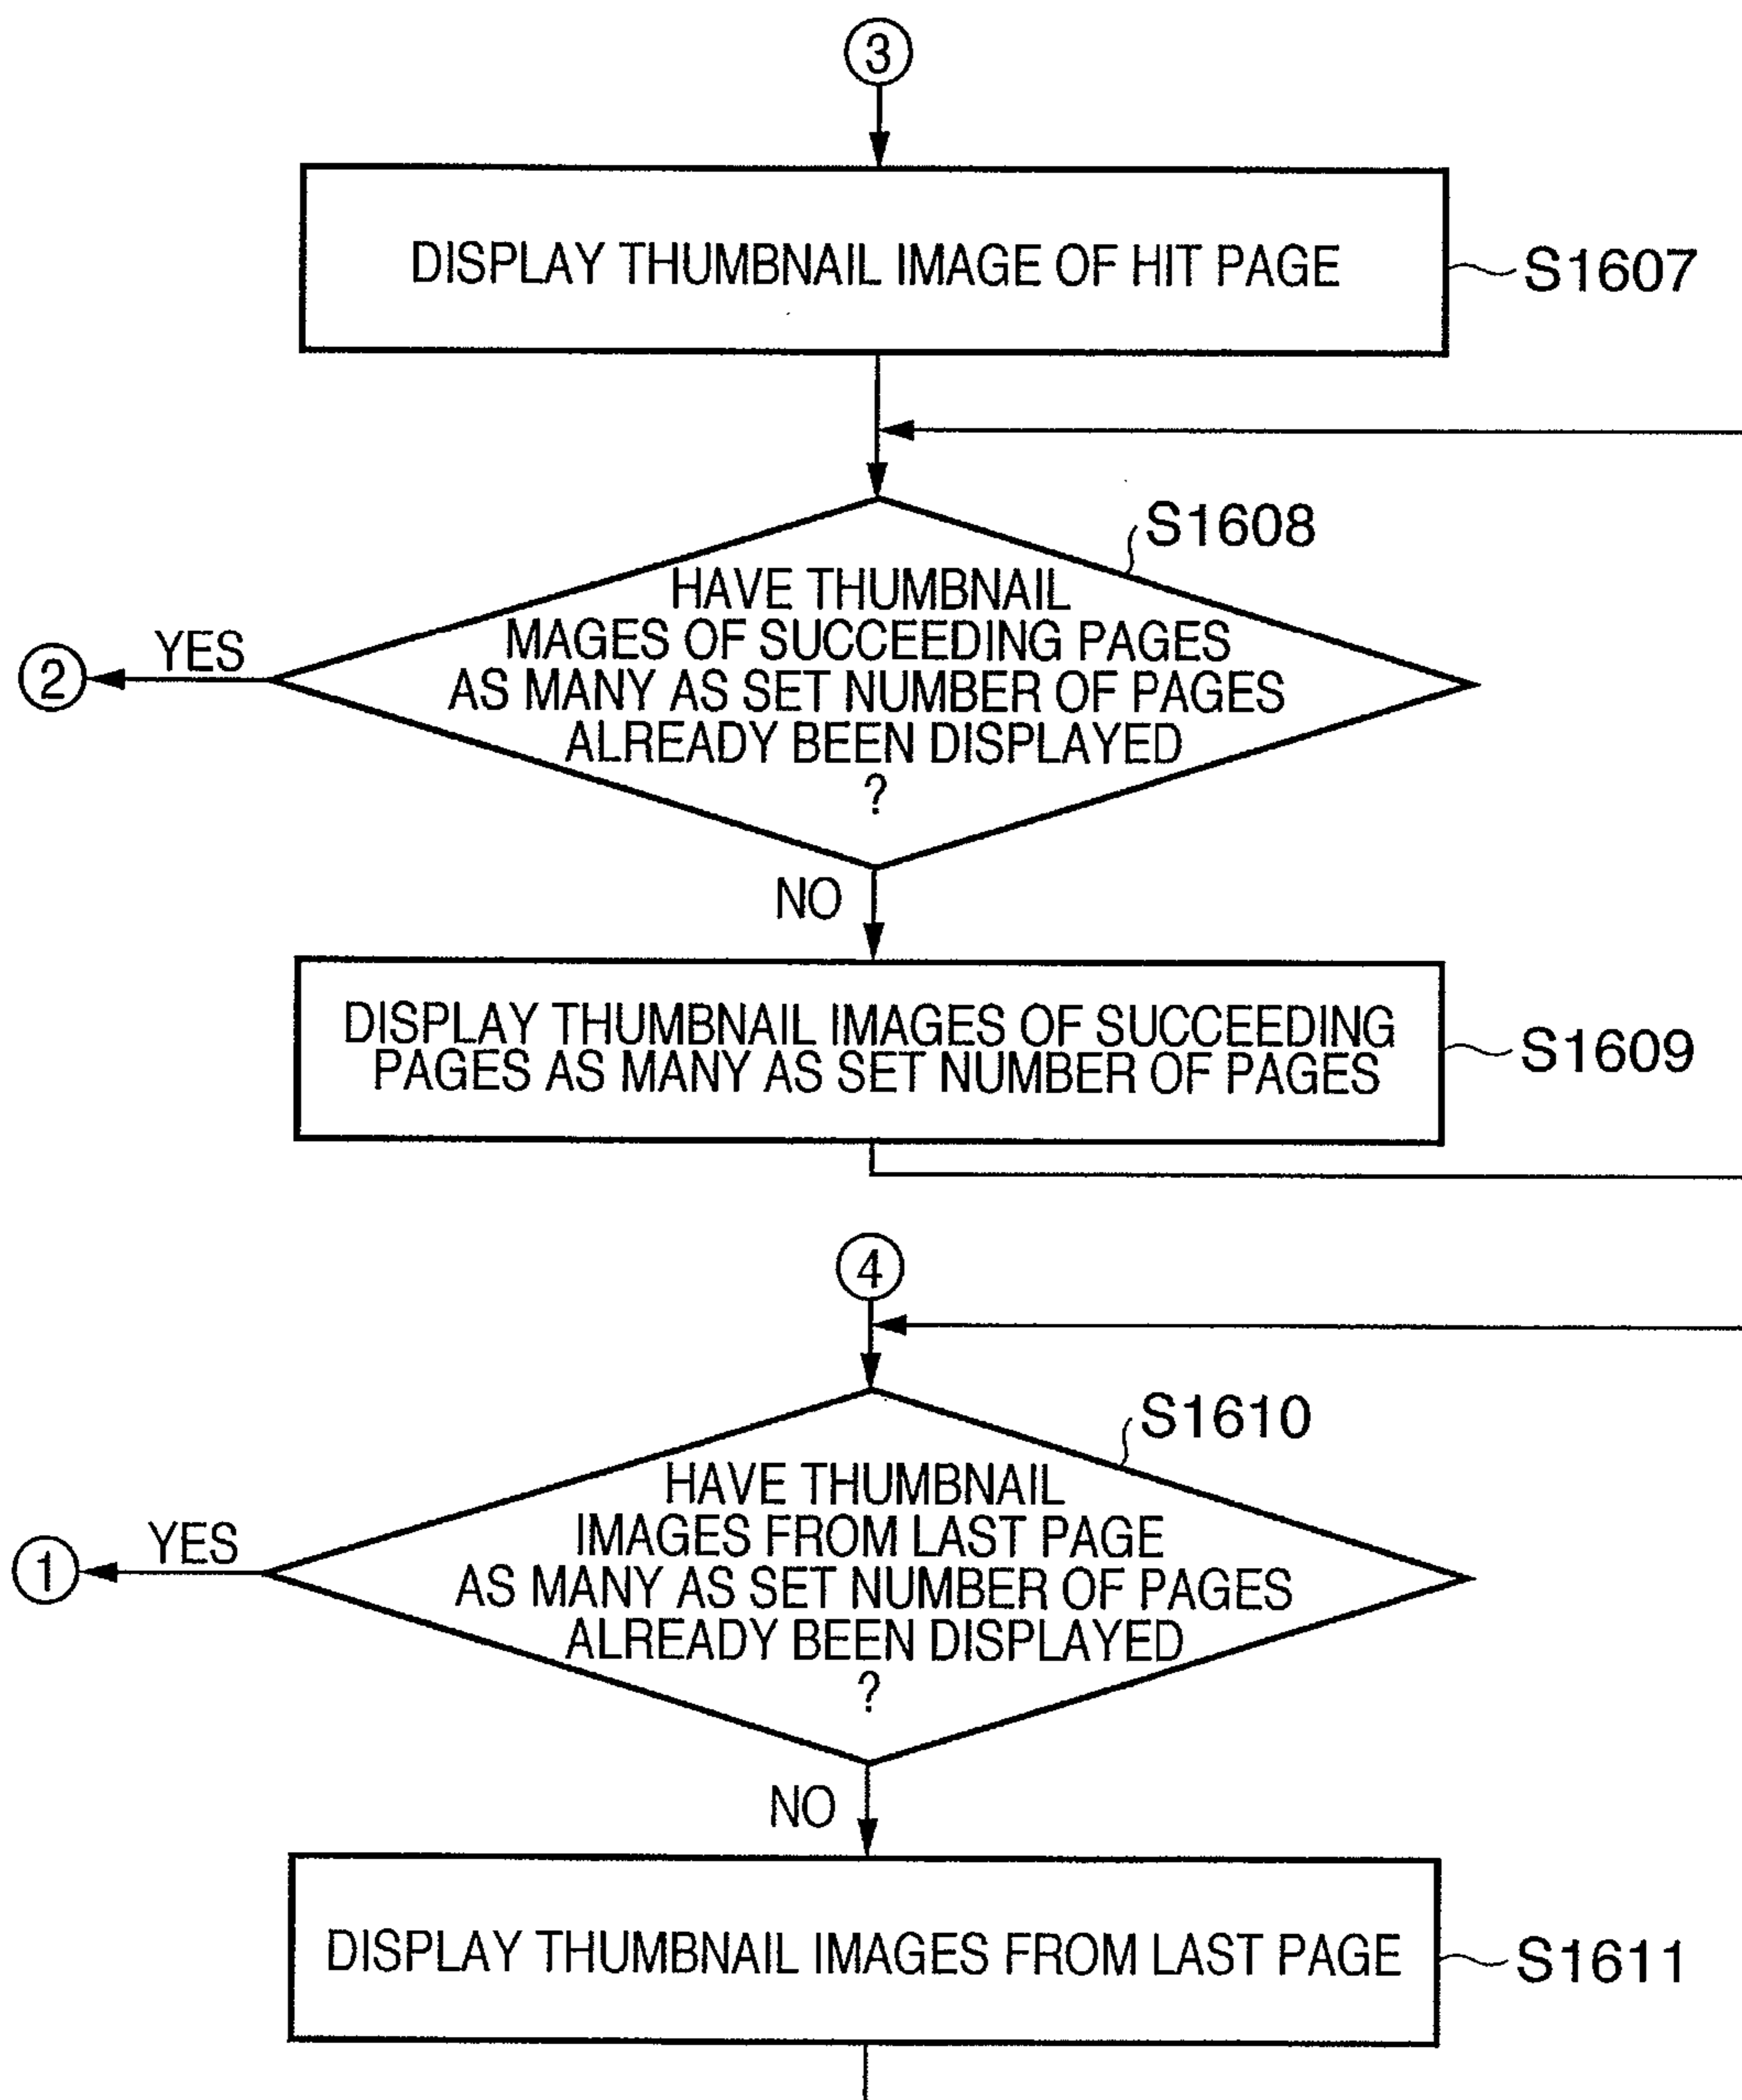 3
DISPLAY THUMBNAIL IMAGE OF HIT PAGE
S1607
S1608
HAVE THUMBNAIL
MAGES OF SUCCEEDING PAGES
AS MANY AS SET NUMBER OF PAGES
ALREADY BEEN DISPLAYED
?
YES
2
NO
DISPLAY THUMBNAIL IMAGES OF SUCCEEDING
PAGES AS MANY AS SET NUMBER OF PAGES
S1609
4
S1610
HAVE THUMBNAIL
IMAGES FROM LAST PAGE
AS MANY AS SET NUMBER OF PAGES
ALREADY BEEN DISPLAYED
?
YES
1
NO
DISPLAY THUMBNAIL IMAGES FROM LAST PAGE
S1611